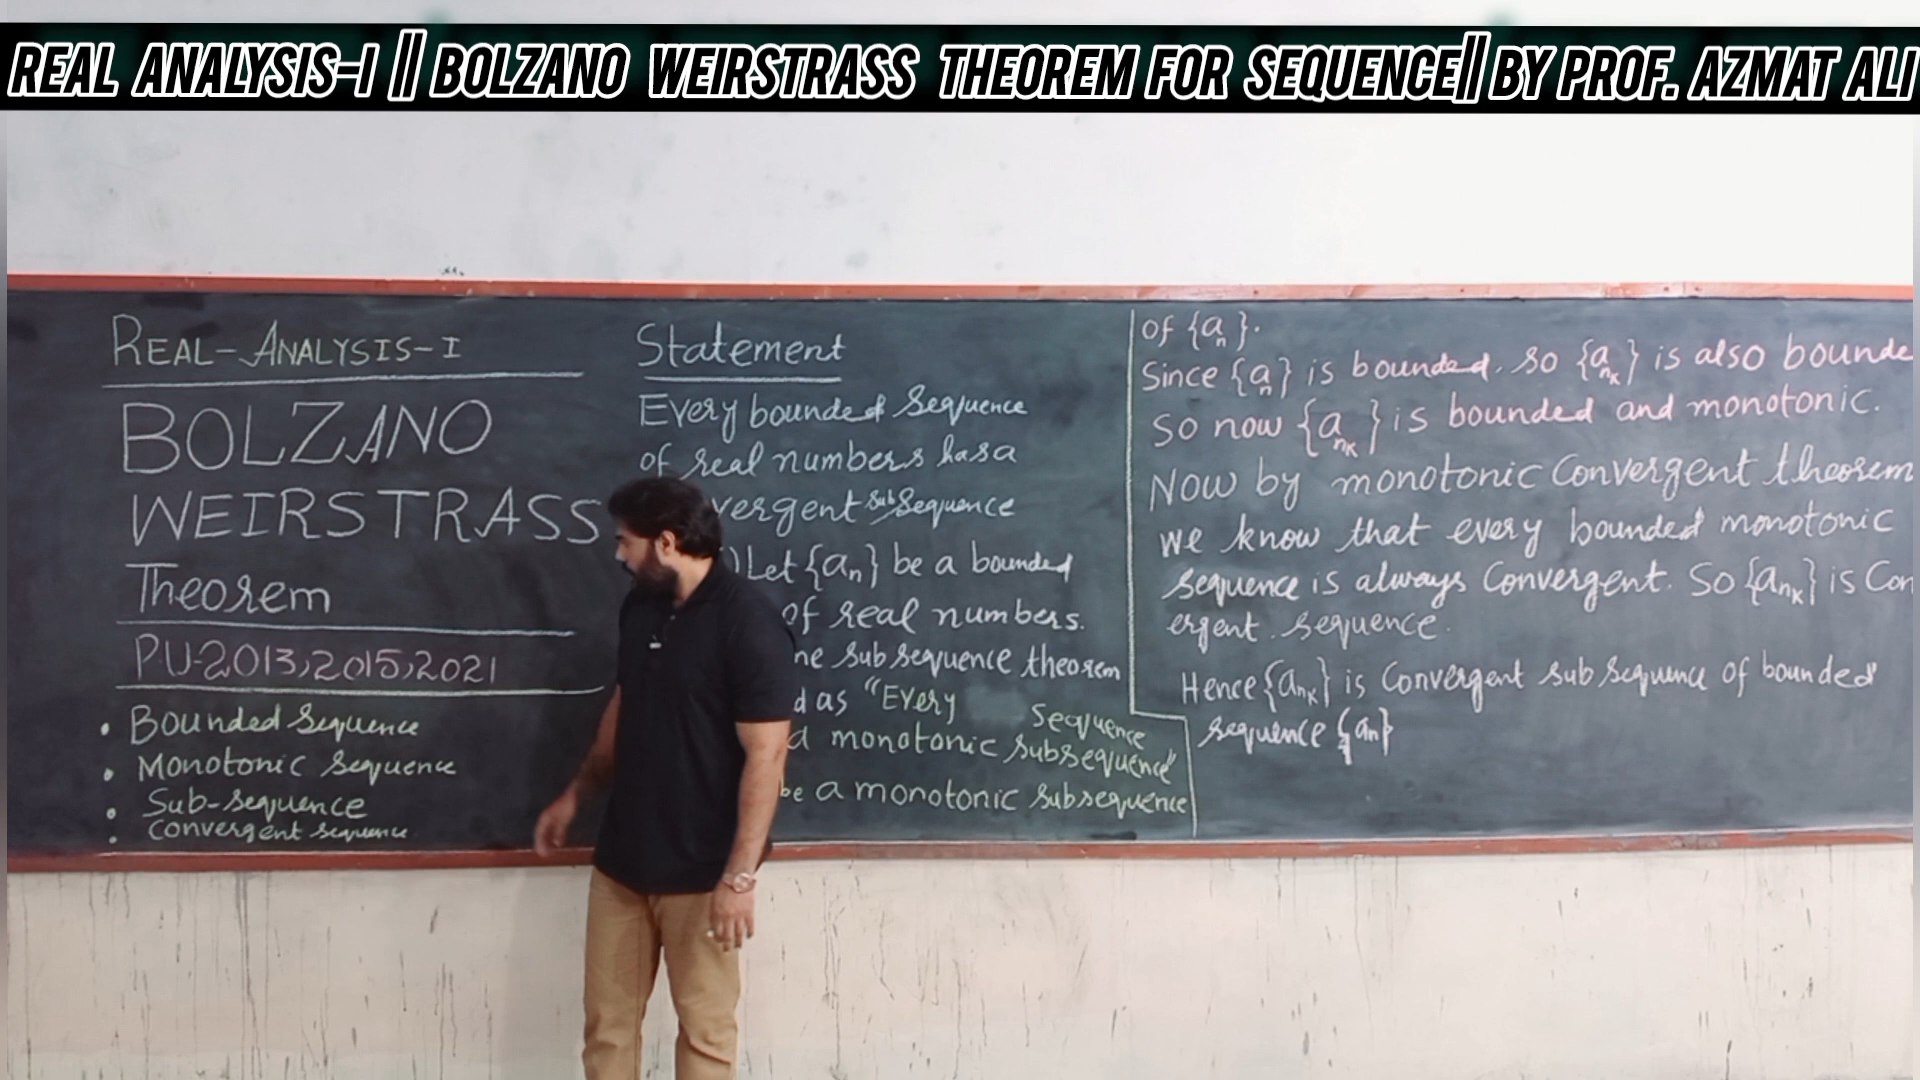 REAL ANALYSIS-I || BOLZANO WEIRSTRASS THEOREM FOR SEQUENCE || BY PROF. AZMAT ALI
REAL-ANALYSIS-I
BOLZANO
WEIRSTRASS
Theorem
PU-2013,2015,2021
• Bounded Sequence
• Monotonic Sequence
• Sub-sequence
• Convergent sequence
Statement
Every bounded Sequence
of real numbers has a
vergent sub Sequence
) Let {an} be a bounded
of real numbers.
ne subsequence theorem
d as "Every Sequence
a monotonic subsequence"
be a monotonic subsequence
of {an}.
Since {an} is bounded. so {ank} is also bounde
So now {ank} is bounded and monotonic.
Now by monotonic Convergent theorem
we know that every bounded monotonic
sequence is always Convergent. So {ank} is Con
ergent sequence.
Hence {ank} is Convergent subsequence of bounded
sequence {an}